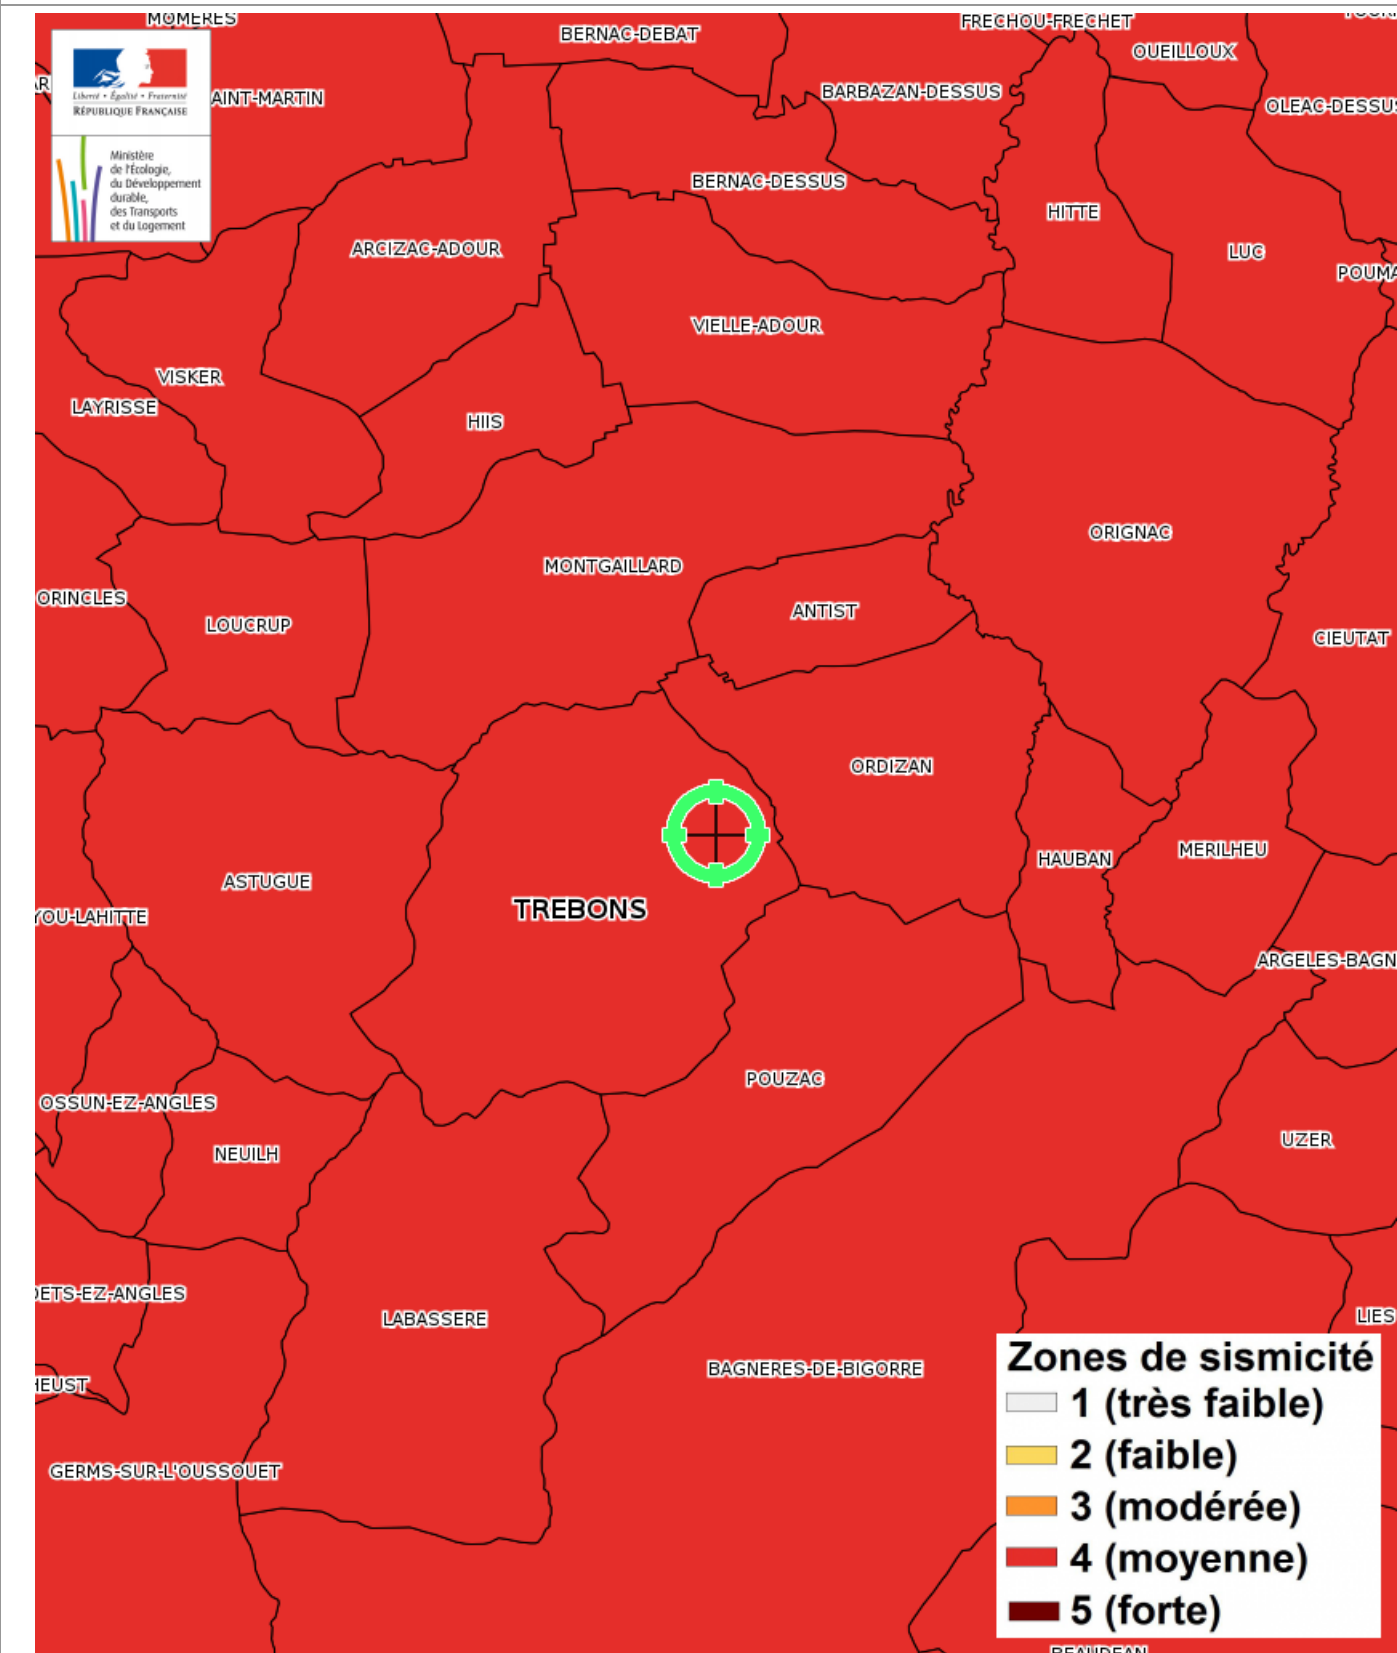 MOMERES
BERNAC-DEBAT
FRECHOU-FRECHET
OUEILLOUX
Liberté • Égalité • Fraternité
RÉPUBLIQUE FRANÇAISE
AINT-MARTIN
BARBAZAN-DESSUS
OLEAC-DESSUS
Ministère
de l'Écologie,
du Développement
durable,
des Transports
et du Logement
BERNAC-DESSUS
HITTE
ARCIZAC-ADOUR
LUC
POUMA
VIELLE-ADOUR
VISKER
LAYRISSE
HIIS
ORIGNAC
MONTGAILLARD
ORINCLES
ANTIST
LOUCRUP
CIEUTAT
ORDIZAN
MERILHEU
HAUBAN
ASTUGUE
TREBONS
YOU-LAHITTE
ARGELES-BAGN
POUZAC
OSSUN-EZ-ANGLES
UZER
NEUILH
DETS-EZ-ANGLES
LIES
LABASSERE
BAGNERES-DE-BIGORRE
HEUST
GERMS-SUR-L'OUSSOUET
Zones de sismicité
1 (très faible)
2 (faible)
3 (modérée)
4 (moyenne)
5 (forte)
BEAUDEAN